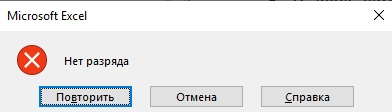 Microsoft Excel
Нет разряда
Повторить
Отмена
Справка